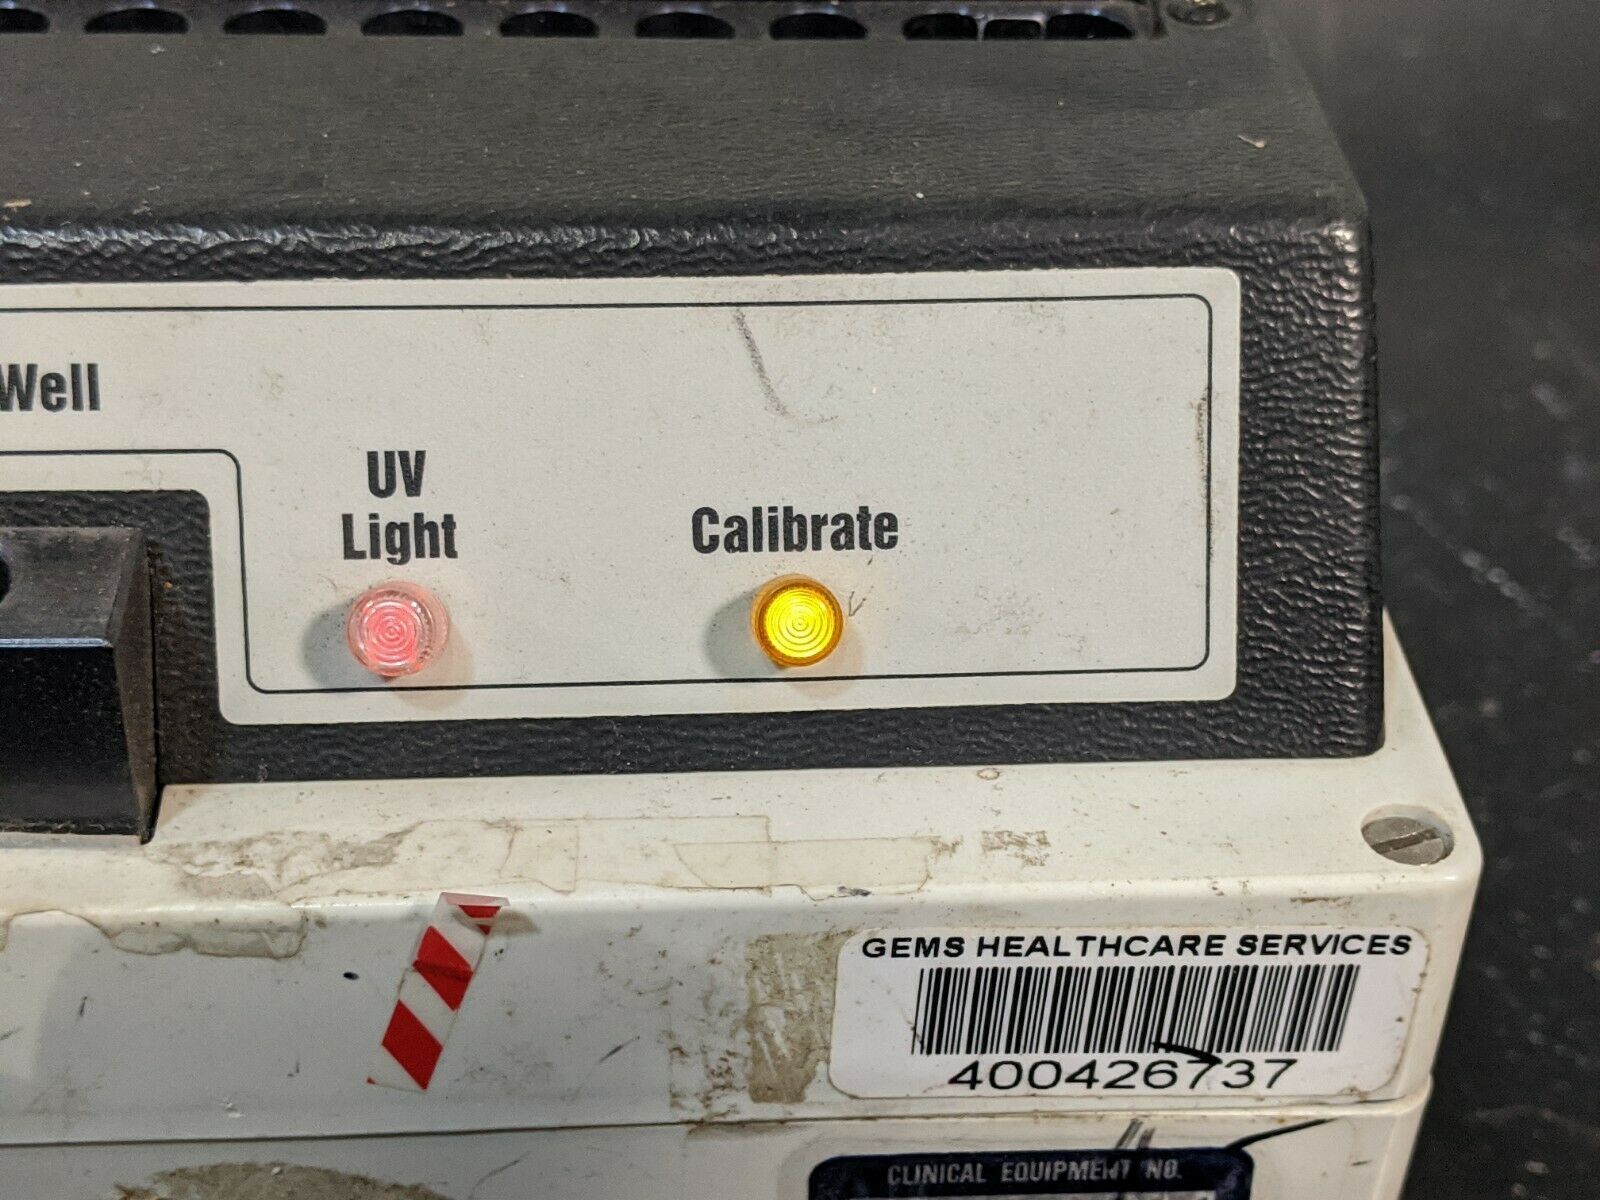 Well
UV
Light
Calibrate
GEMS HEALTHCARE SERVICES
400426737
CLINICAL EQUIPMENT NO.